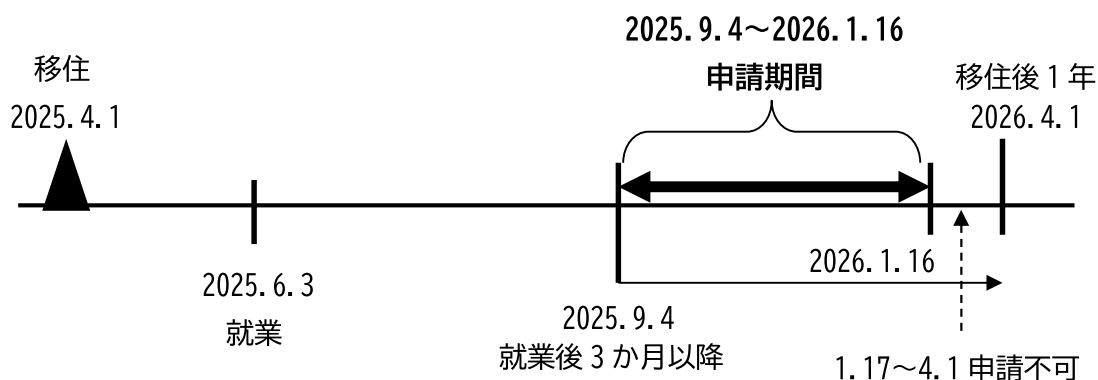 2025.9.4～2026.1.16
申請期間
移住
2025.4.1
移住後1年
2026.4.1
2025.6.3
就業
2026.1.16
2025.9.4
就業後3か月以降
1.17～4.1申請不可